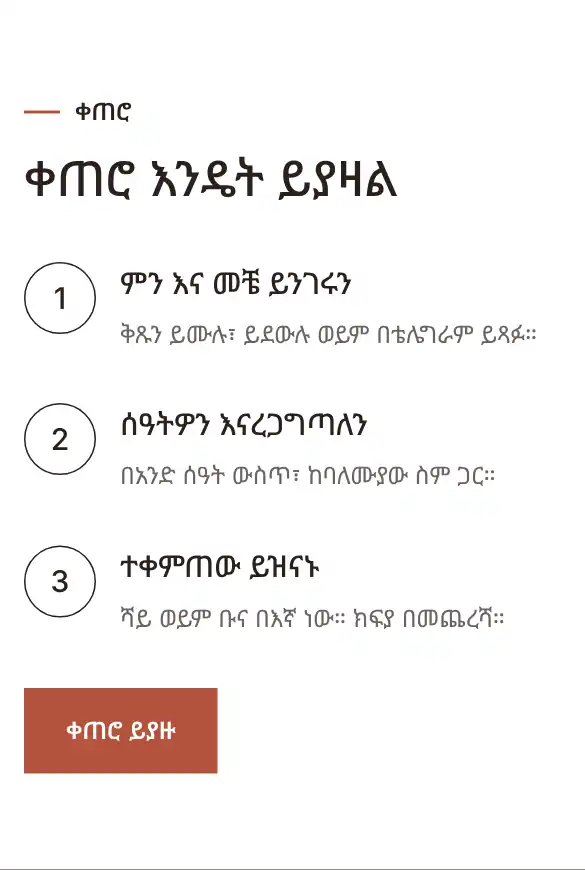 ቀጠሮ
ቀጠሮ እንዴት ይያዛል
1
ምን እና መቼ ይንገሩን
ቅጹን ይሙሉ፣ ይደውሉ ወይም በቴሌግራም ይጻፉ።
2
ሰዓትዎን እናረጋግጣለን
በአንድ ሰዓት ውስጥ፣ ከባለሙያው ስም ጋር።
3
ተቀምጠው ይዝናኑ
ሻይ ወይም ቡና በእኛ ነው። ክፍያ በመጨረሻ።
ቀጠሮ ይያዙ